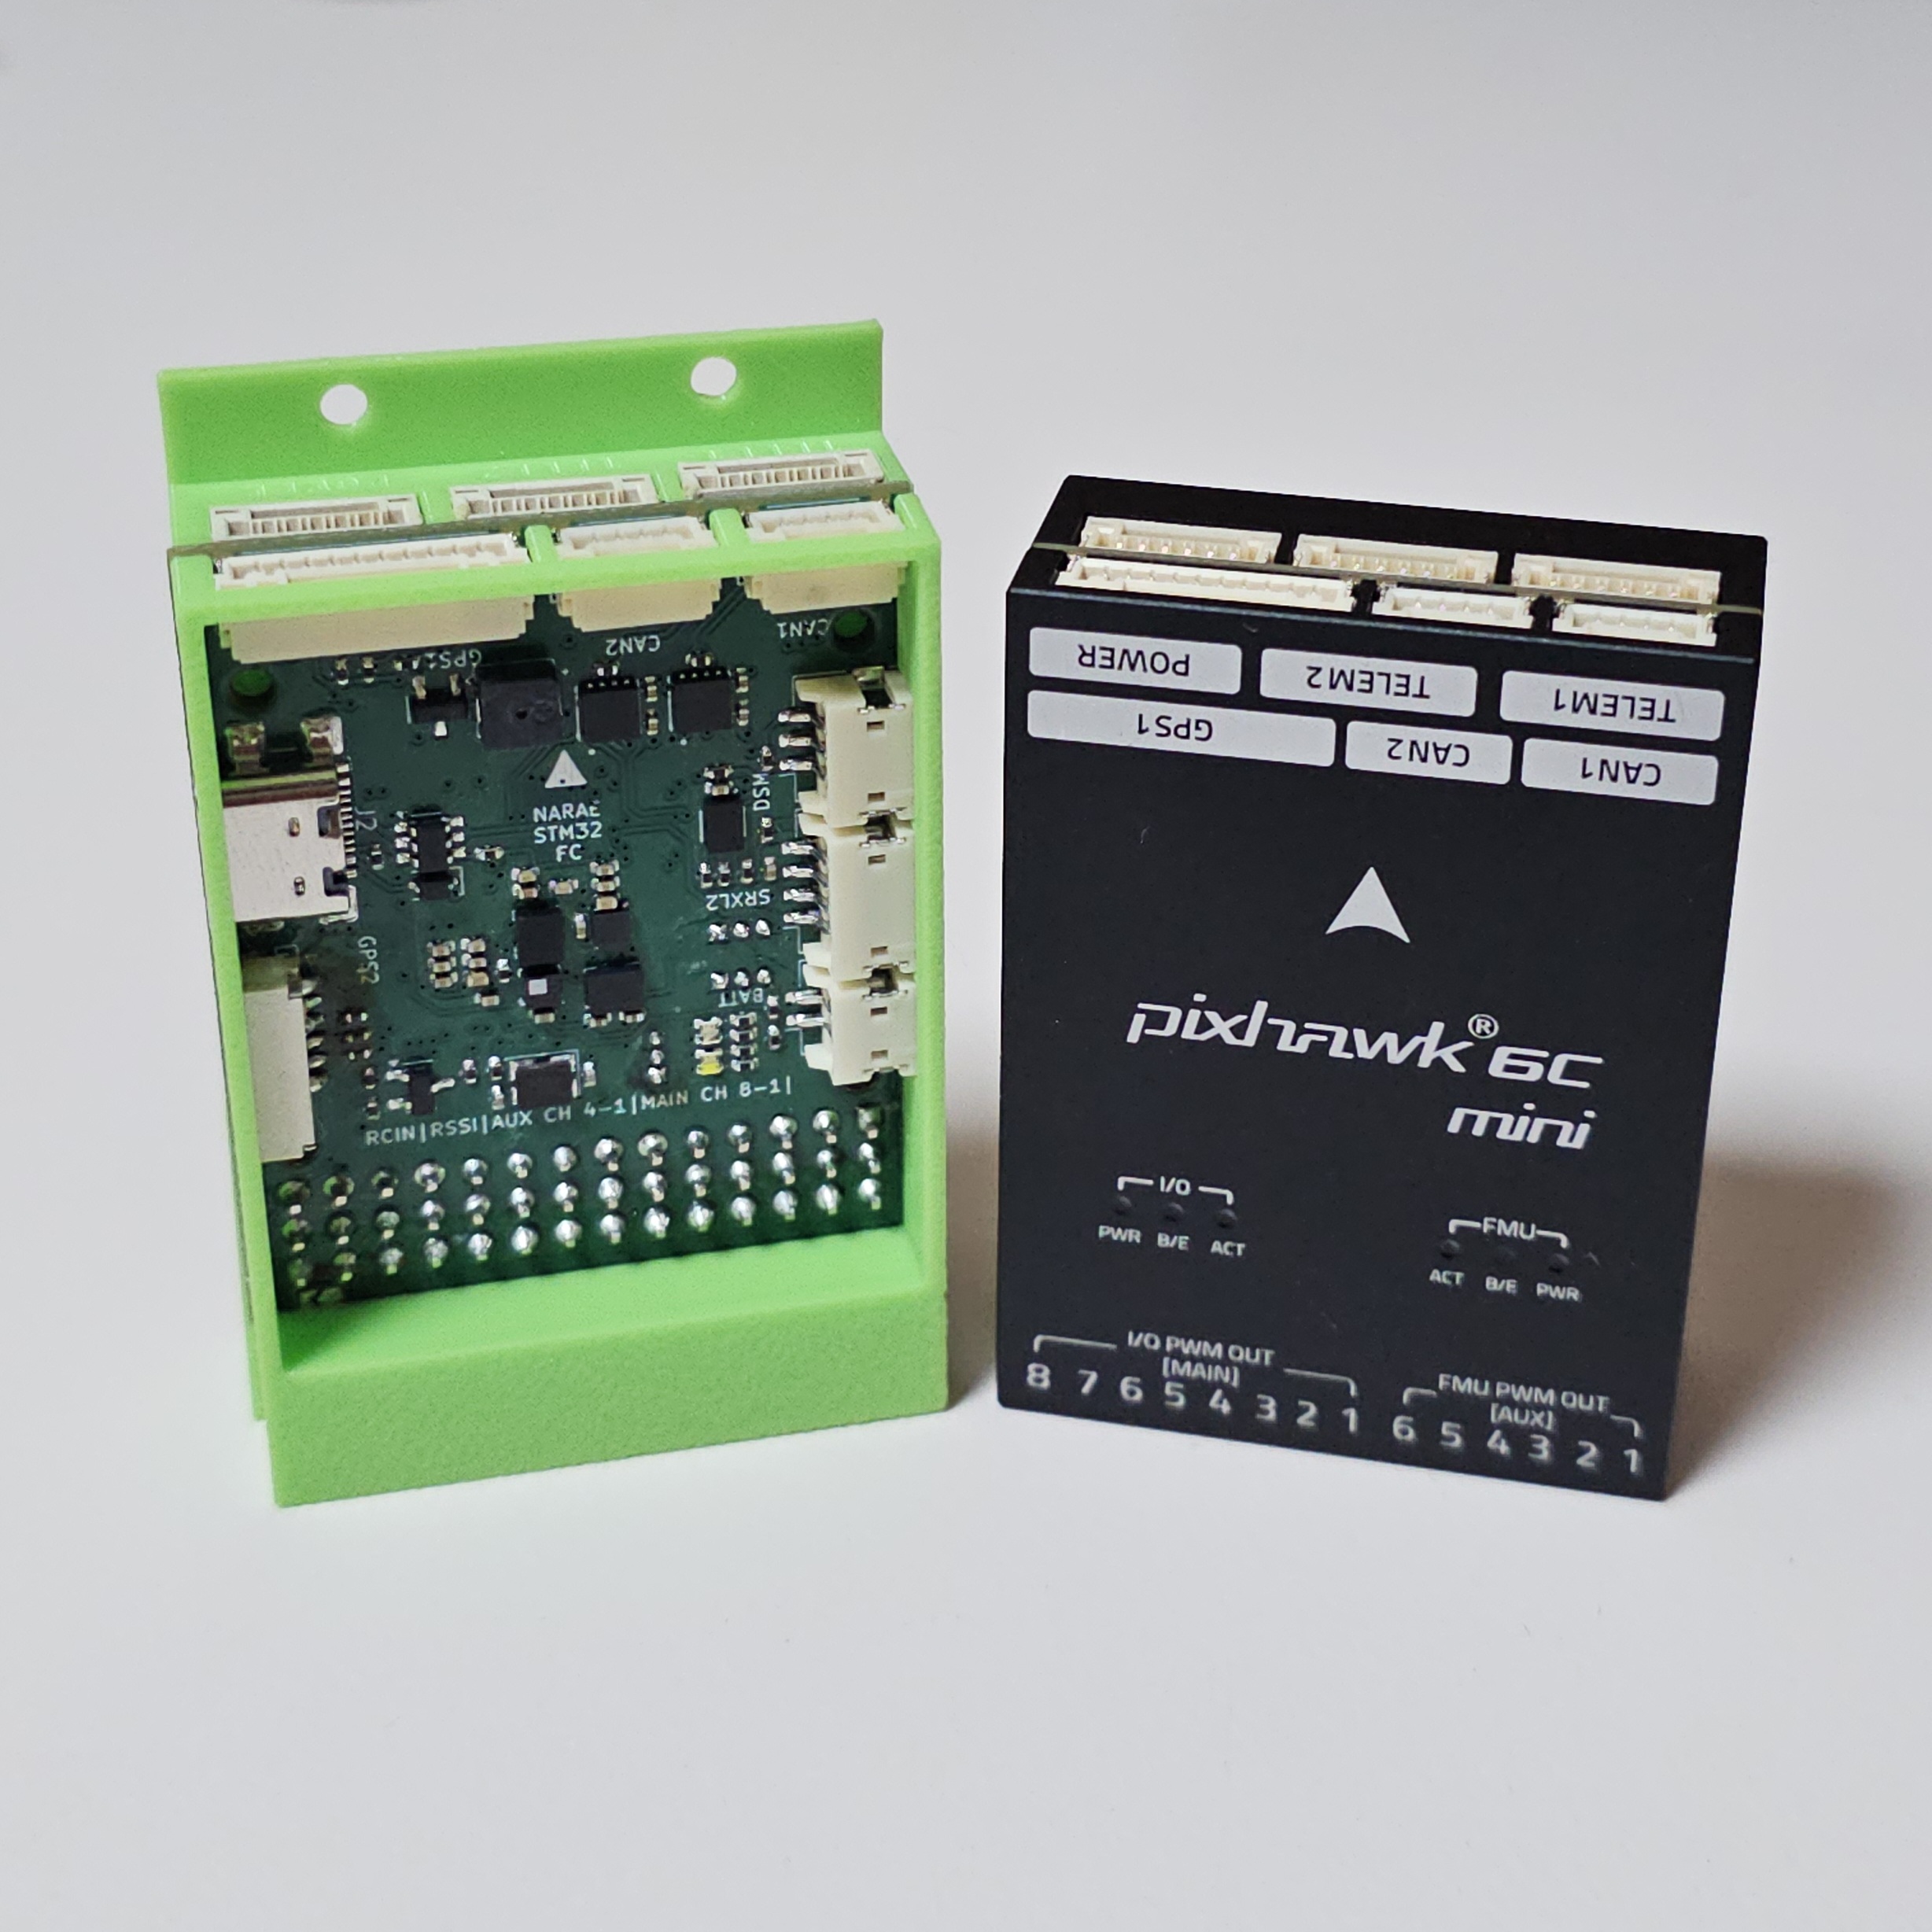 GPS1
CAN2
CAN1
J2
NARAE
STM32
FC
DSM
SRXL2
GPS2
BATT
RCIN|RSSI|AUX CH 4-1|MAIN CH 8-1|
POWER
TELEM2
TELEM1
GPS1
CAN2
CAN1
pixhawk® 6C
mini
I/O
PWR B/E ACT
FMU
ACT B/E PWR
I/O PWM OUT
[MAIN]
8 7 6 5 4 3 2 1
FMU PWM OUT
[AUX]
6 5 4 3 2 1